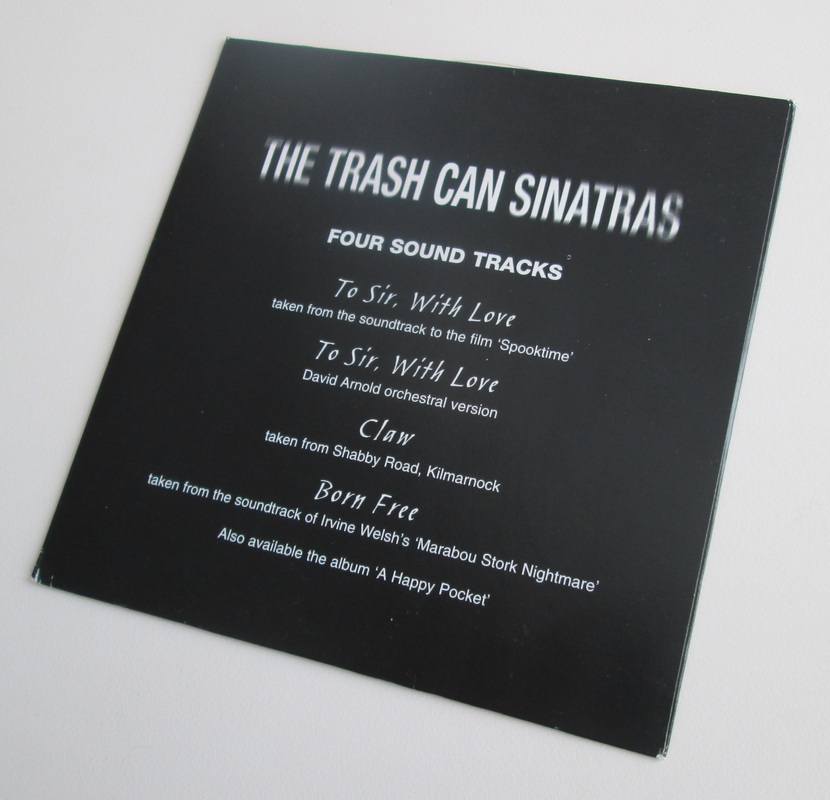 THE TRASH CAN SINATRAS
FOUR SOUND TRACKS
To Sir, With Love
taken from the soundtrack to the film ‘Spooktime’
To Sir, With Love
David Arnold orchestral version
Claw
taken from Shabby Road, Kilmarnock
Born Free
taken from the soundtrack of Irvine Welsh's ‘Marabou Stork Nightmare’
Also available the album ‘A Happy Pocket’